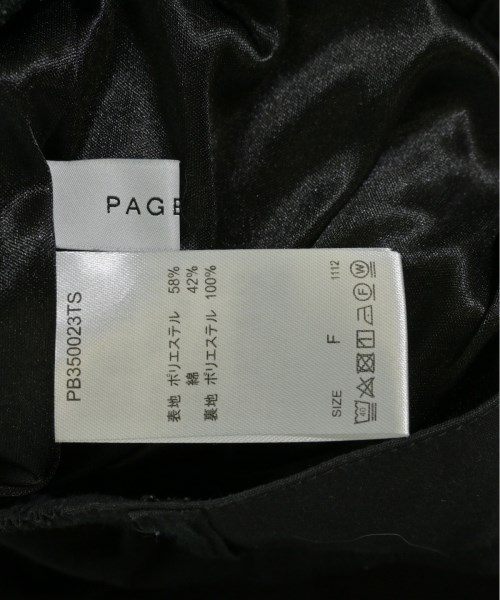 PAGE
PB350023TS
表地 ポリエステル 58%
綿 42%
裏地 ポリエステル 100%
SIZE F 1112
40 F W